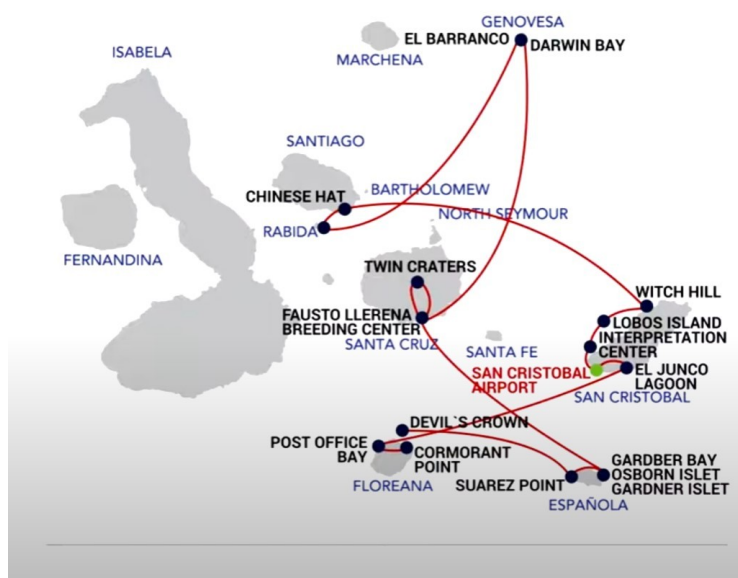 GENOVESA
EL BARRANCO
DARWIN BAY
ISABELA
MARCHENA
SANTIAGO
CHINESE HAT
BARTHOLOMEW
NORTH SEYMOUR
RABIDA
FERNANDINA
TWIN CRATERS
WITCH HILL
FAUSTO LLERENA
BREEDING CENTER
LOBOS ISLAND
INTERPRETATION
CENTER
SANTA CRUZ
SANTA FE
SAN CRISTOBAL
AIRPORT
EL JUNCO
LAGOON
SAN CRISTOBAL
DEVIL`S CROWN
POST OFFICE
BAY
CORMORANT
POINT
FLOREANA
SUAREZ POINT
GARDBER BAY
OSBORN ISLET
GARDNER ISLET
ESPAÑOLA